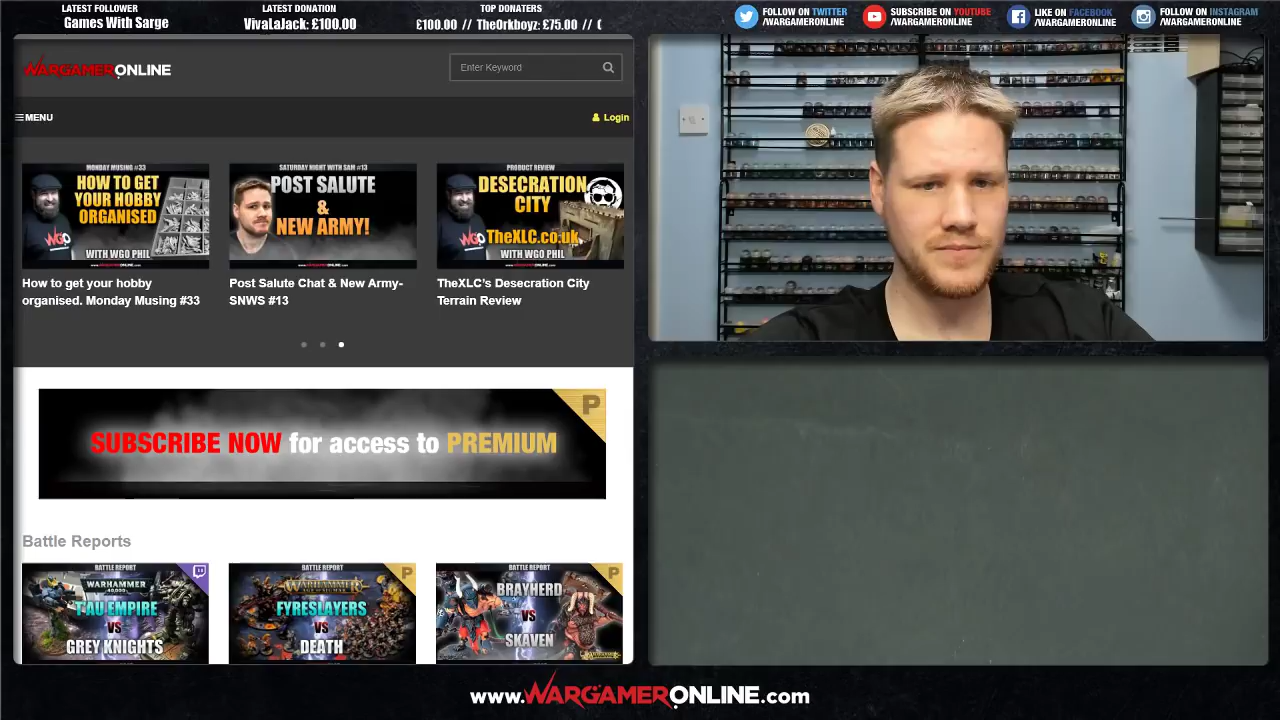 LATEST FOLLOWER
Games With Sarge
LATEST DONATION
VivaLaJack: £100.00
TOP DONATERS
£100.00 // TheOrkboyz: £75.00 // (
FOLLOW ON TWITTER
/WARGAMERONLINE
SUBSCRIBE ON YOUTUBE
/WARGAMERONLINE
LIKE ON FACEBOOK
/WARGAMERONLINE
FOLLOW ON INSTAGRAM
/WARGAMERONLINE
WARGAMERONLINE
Enter Keyword
MENU
Login
MONDAY MUSING #33
HOW TO GET
YOUR HOBBY
ORGANISED
WGO
WITH WGO PHIL
How to get your hobby
organised. Monday Musing #33
SATURDAY NIGHT WITH SAM #13
POST SALUTE
&
NEW ARMY!
Post Salute Chat & New Army-
SNWS #13
PRODUCT REVIEW
DESECRATION
CITY
TheXLC.co.uk
WGO
WITH WGO PHIL
TheXLC's Desecration City
Terrain Review
P
SUBSCRIBE NOW for access to PREMIUM
Battle Reports
BATTLE REPORT
WARHAMMER
40,000
T'AU EMPIRE
VS
GREY KNIGHTS
BATTLE REPORT
P
WARHAMMER
AGE OF SIGMAR
FYRESLAYERS
VS
DEATH
BATTLE REPORT
P
BRAYHERD
VS
SKAVEN
www.WARGAMERONLINE.com